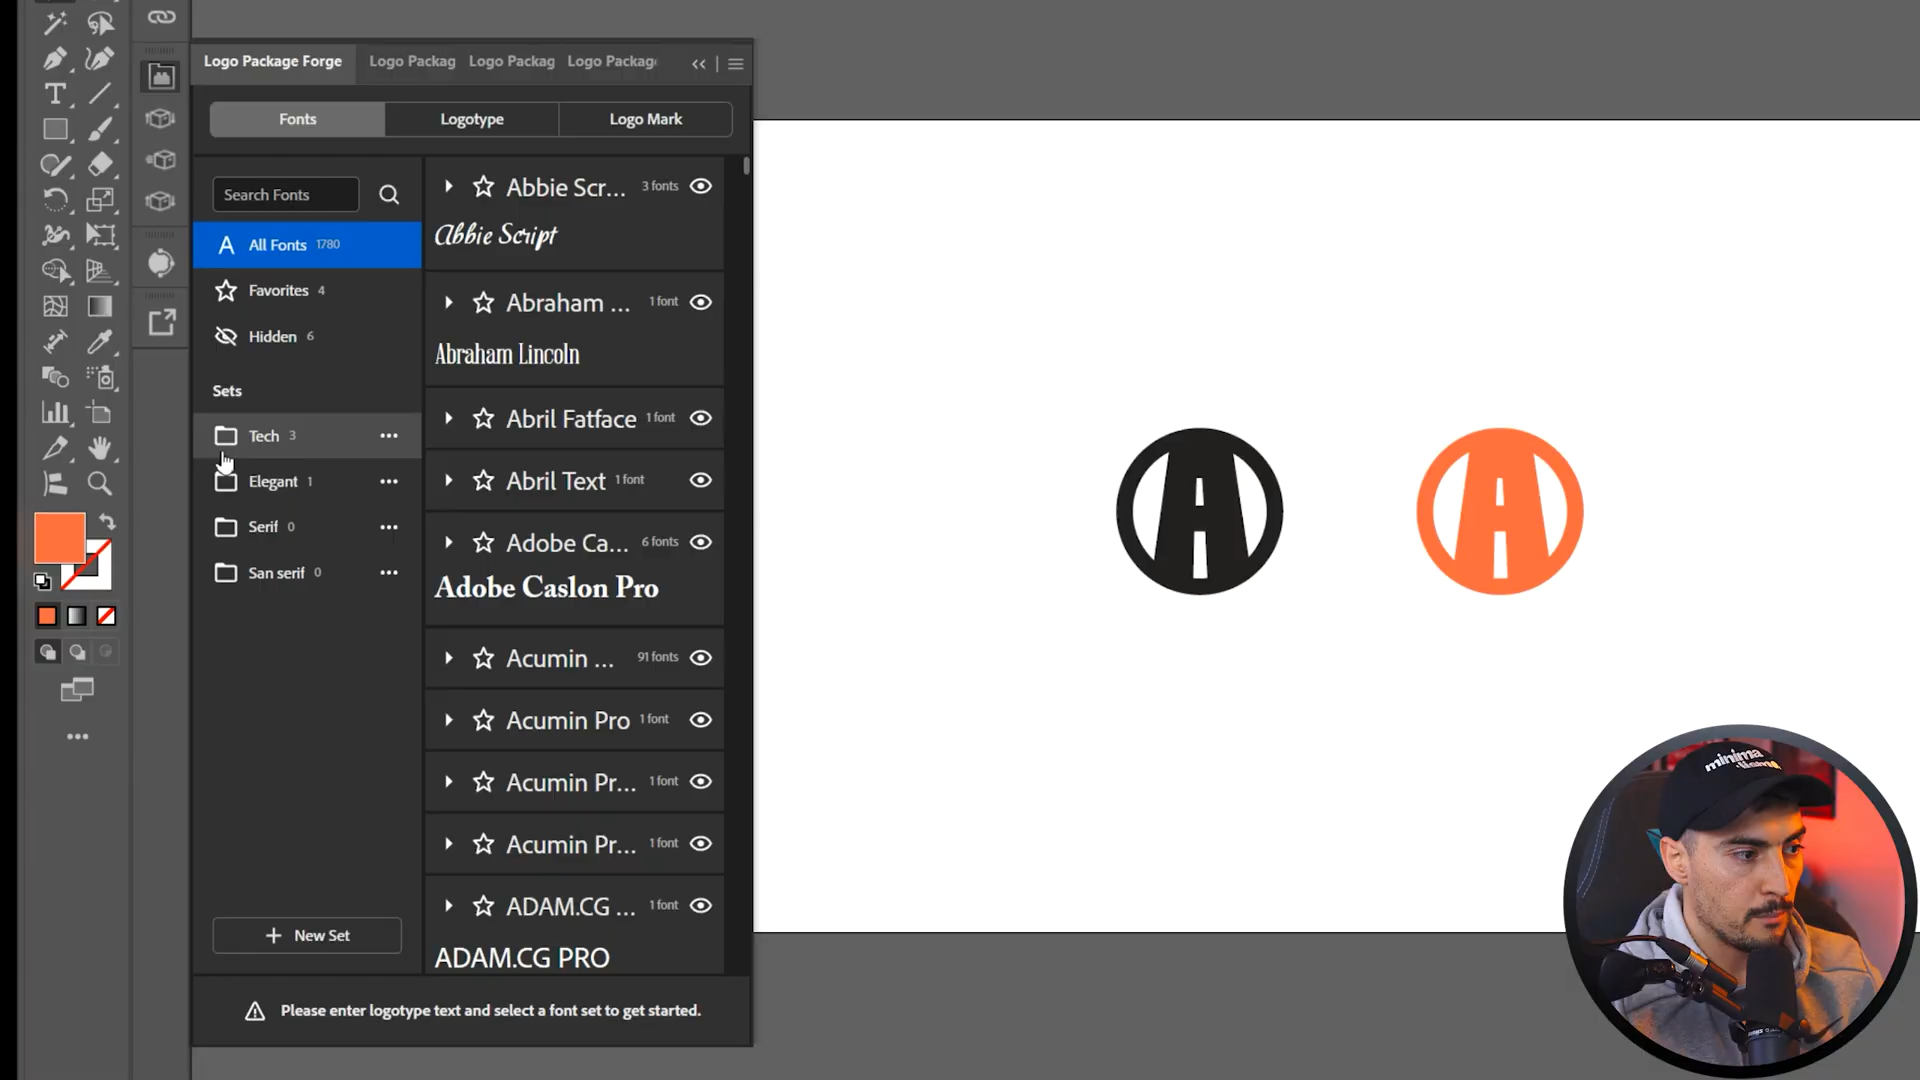 Logo Package Forge
Logo Packag
Logo Packag
Logo Packag
Fonts
Logotype
Logo Mark
Search Fonts
All Fonts 1780
Favorites 4
Hidden 6
Sets
Tech 3
Elegant 1
Serif 0
San serif 0
New Set
Abbie Scr... 3 fonts
Abbie Script
Abraham ... 1 font
Abraham Lincoln
Abril Fatface 1 font
Abril Text 1 font
Adobe Ca... 6 fonts
Adobe Caslon Pro
Acumin ... 91 fonts
Acumin Pro 1 font
Acumin Pr... 1 font
Acumin Pr... 1 font
ADAM.CG ... 1 font
ADAM.CG PRO
Please enter logotype text and select a font set to get started.
minima